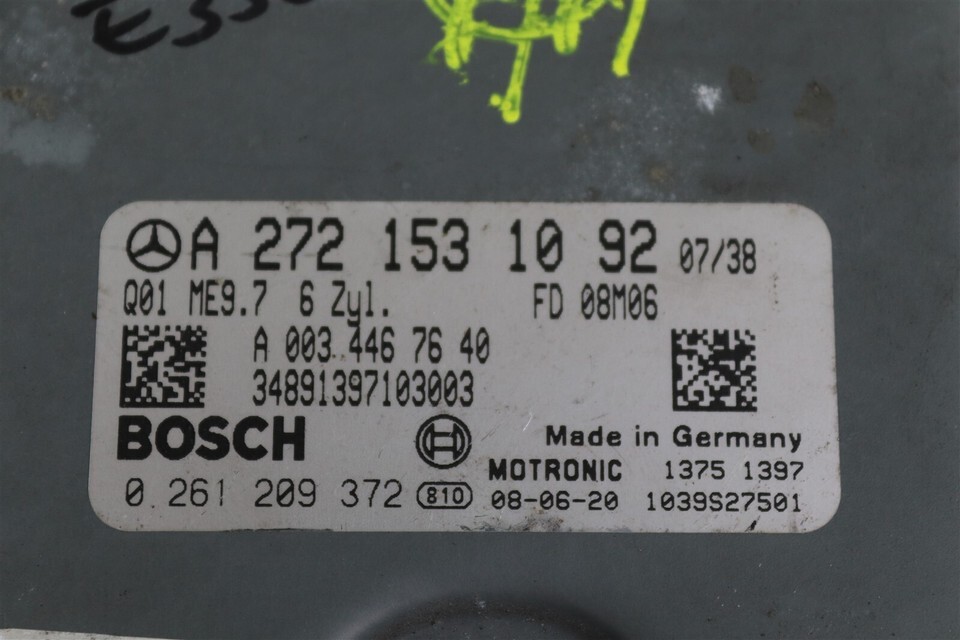 A 272 153 10 92 07/38
Q01 ME9.7 6 Zyl. FD 08M06
A 003 446 76 40
34891397103003
BOSCH
Made in Germany
MOTRONIC 1375 1397
0 261 209 372 810 08-06-20 1039S27501